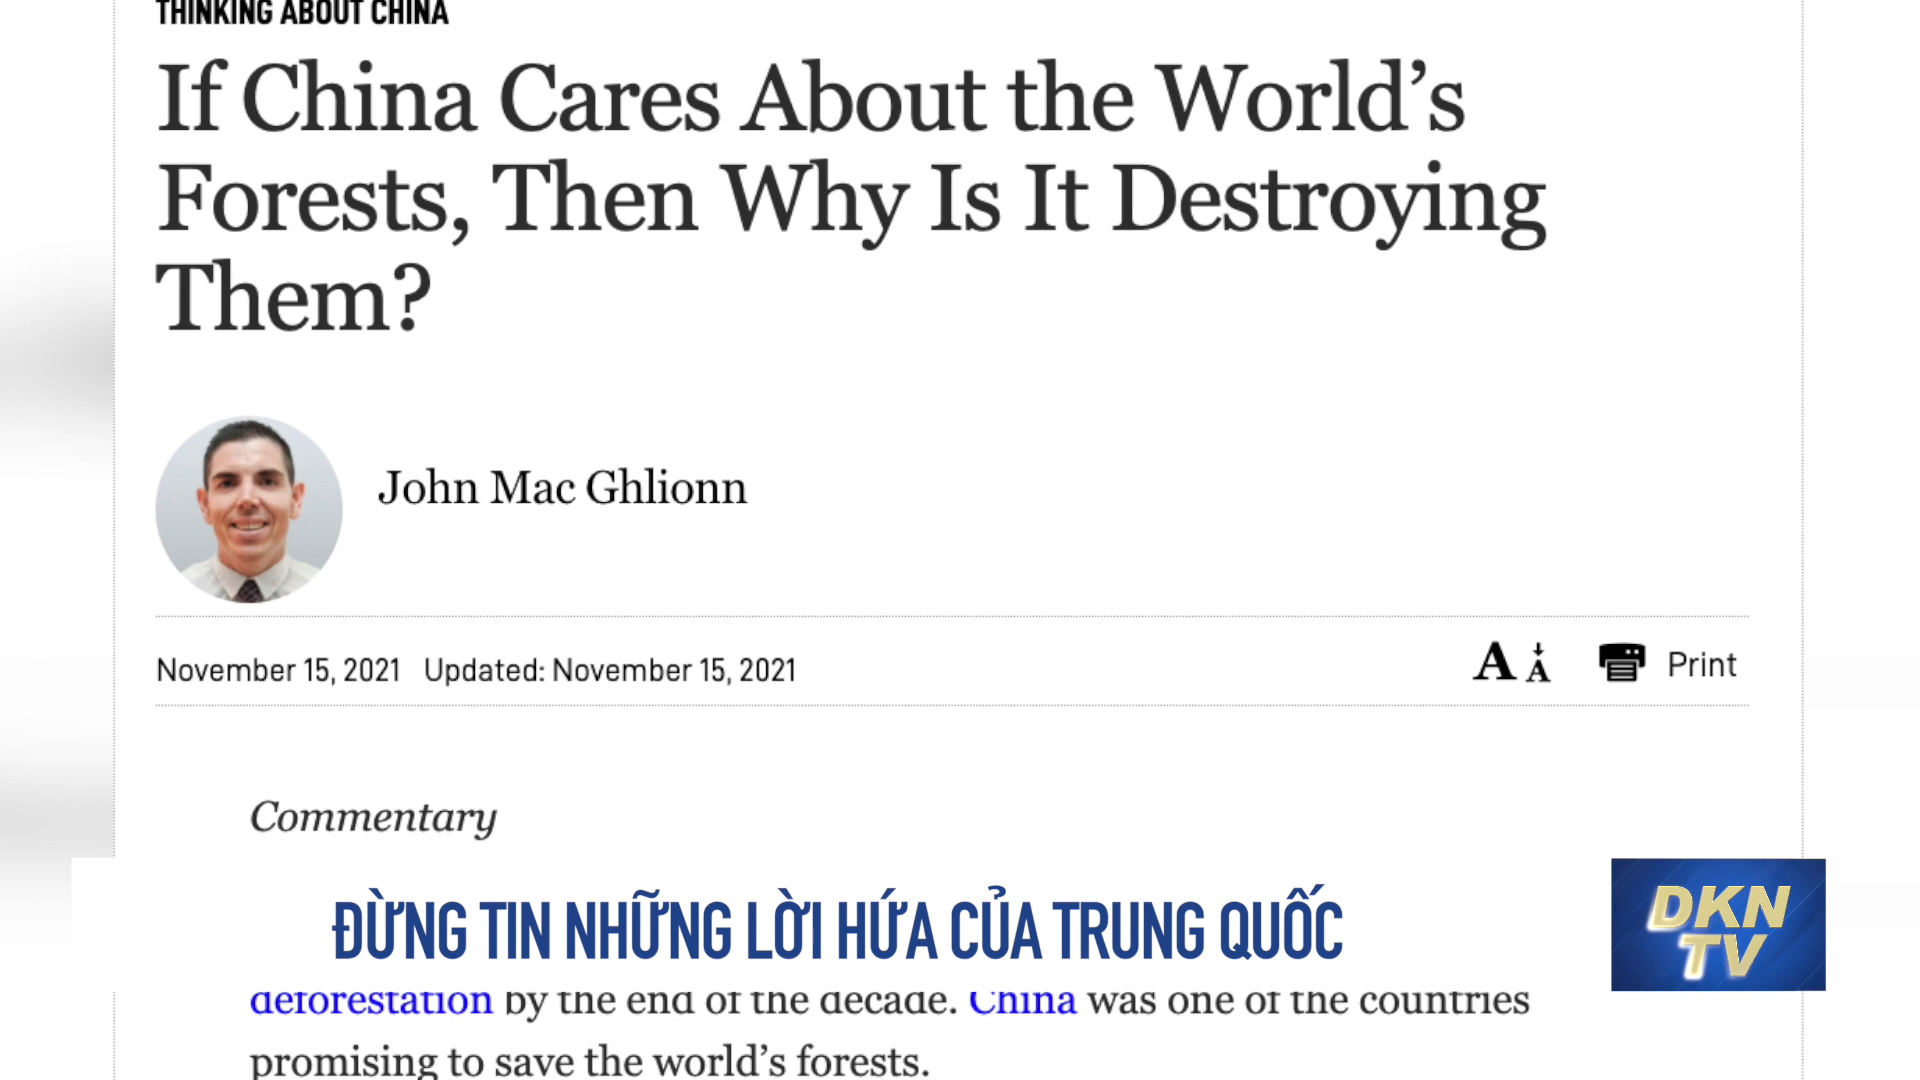 THINKING ABOUT CHINA
If China Cares About the World’s
Forests, Then Why Is It Destroying
Them?
John Mac Ghlionn
November 15, 2021 Updated: November 15, 2021
A A Print
Commentary
ĐỪNG TIN NHỮNG LỜI HỨA CỦA TRUNG QUỐC
DKN
TV
deforestation by the end of the decade. China was one of the countries
promising to save the world’s forests.